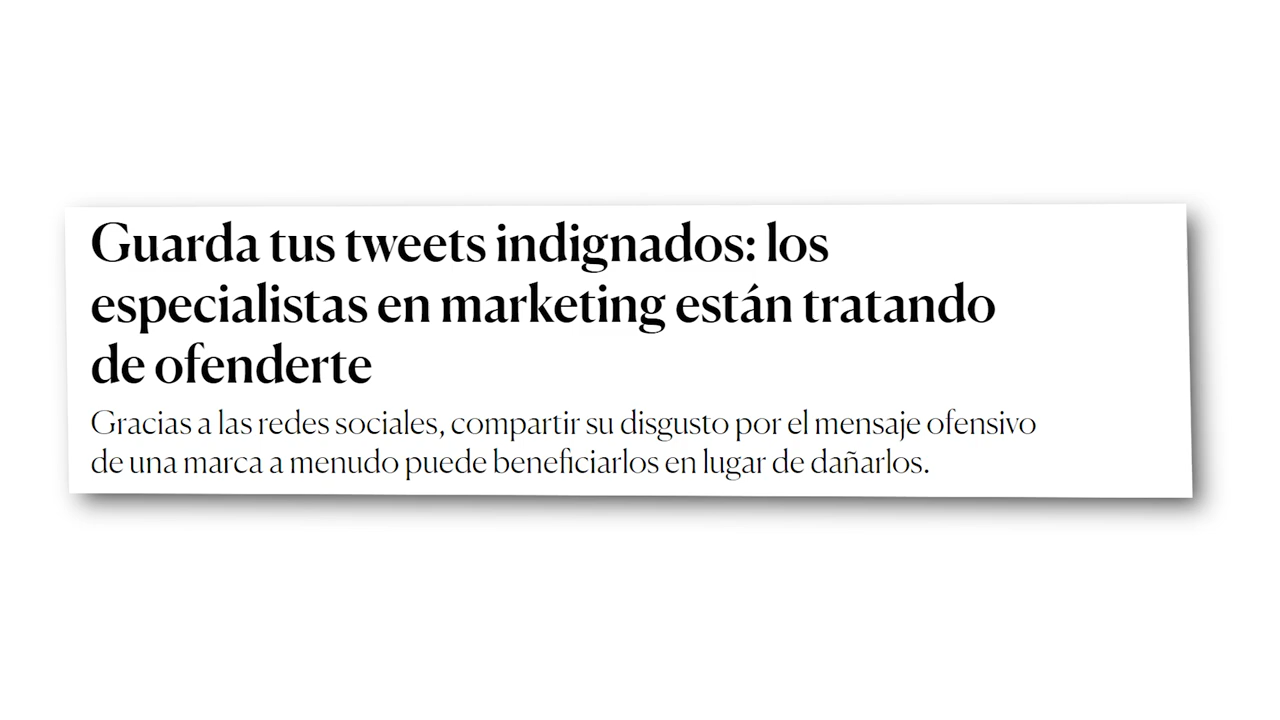 Guarda tus tweets indignados: los
especialistas en marketing están tratando
de ofenderte
Gracias a las redes sociales, compartir su disgusto por el mensaje ofensivo
de una marca a menudo puede beneficiarlos en lugar de dañarlos.